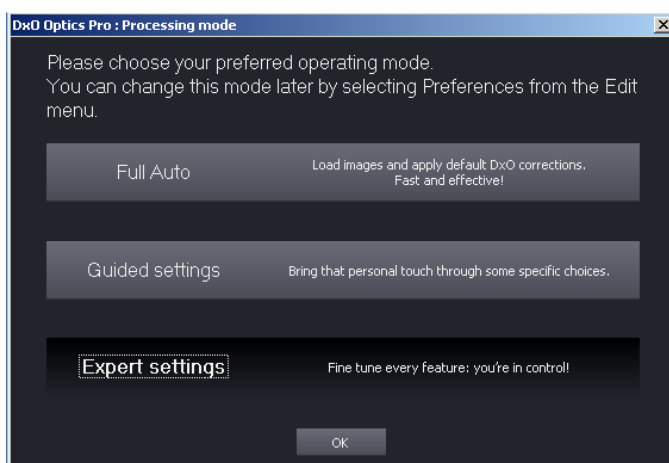 DxO Optics Pro : Processing mode
Please choose your preferred operating mode.
You can change this mode later by selecting Preferences from the Edit
menu.
Full Auto
Load images and apply default DxO corrections.
Fast and effective!
Guided settings
Bring that personal touch through some specific choices.
Expert settings
Fine tune every feature: you're in control!
OK